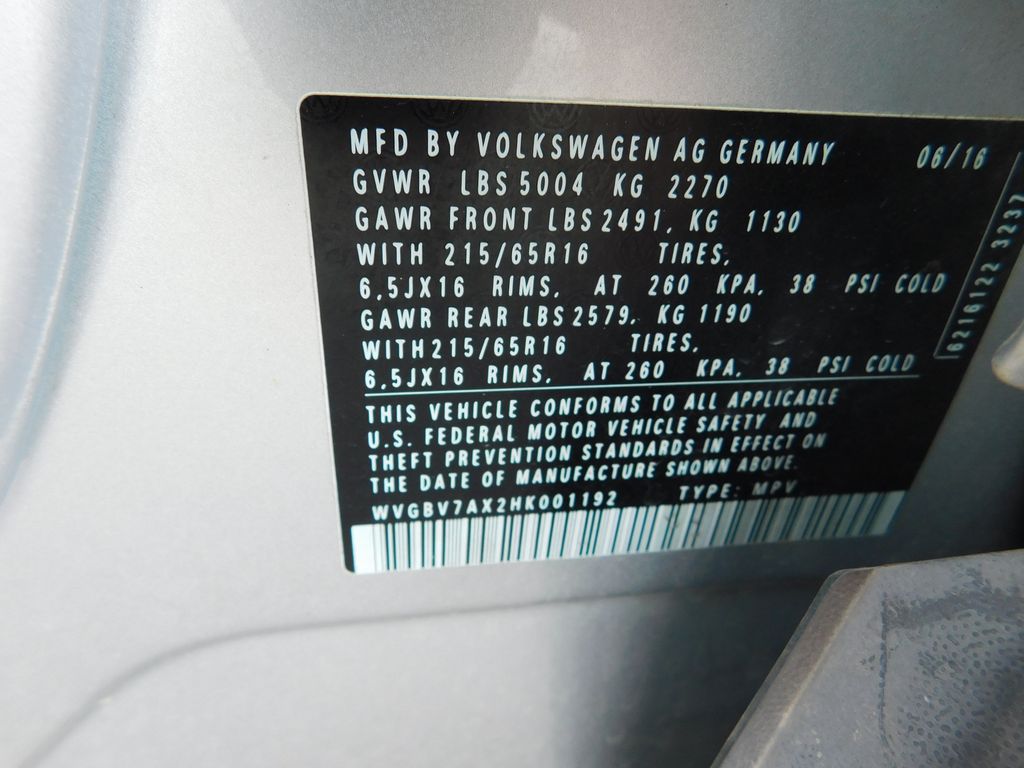 MFD BY VOLKSWAGEN AG GERMANY 06/16
GVWR LBS 5004 KG 2270
GAWR FRONT LBS 2491, KG 1130
WITH 215/65R16 TIRES,
6,5JX16 RIMS, AT 260 KPA, 38 PSI COLD
GAWR REAR LBS 2579, KG 1190
WITH 215/65R16 TIRES,
6,5JX16 RIMS, AT 260 KPA, 38 PSI COLD
THIS VEHICLE CONFORMS TO ALL APPLICABLE
U.S. FEDERAL MOTOR VEHICLE SAFETY AND
THEFT PREVENTION STANDARDS IN EFFECT ON
THE DATE OF MANUFACTURE SHOWN ABOVE.
WVGBV7AX2HK001192 TYPE: MPV
6216122 3237